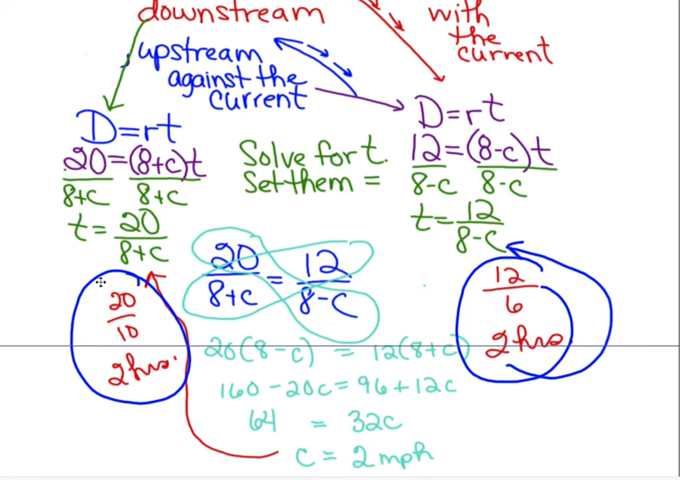 downstream
with
the
current
upstream
against the
current
D=rt
20=(8+c)t
8+c 8+c
t= 20
8+c
Solve for t.
Set them =
D=rt
12=(8-c)t
8-c 8-c
t= 12
8-c
20 = 12
8+c 8-c
20
10
2hrs.
12
6
2hrs
20(8-c) = 12(8+c)
160-20c=96+12c
64 = 32c
c= 2mph